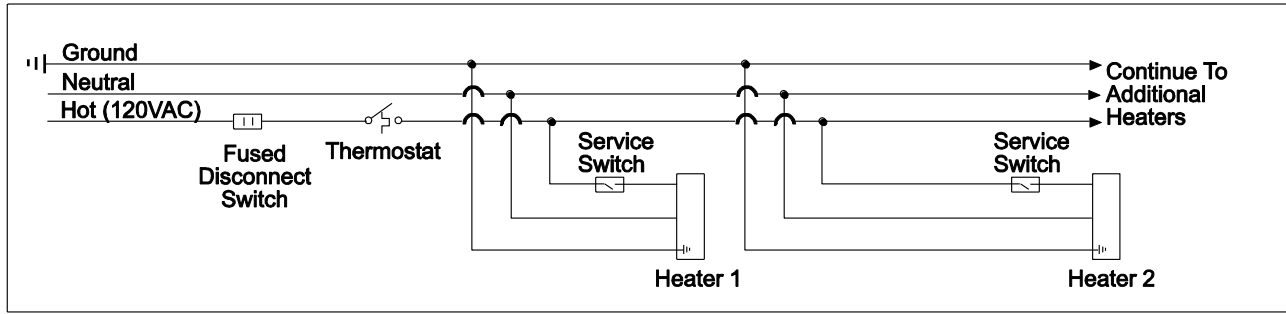 Ground
Neutral
Hot (120VAC)
Fused
Disconnect
Switch
Thermostat
Service
Switch
Heater 1
Service
Switch
Heater 2
Continue To
Additional
Heaters